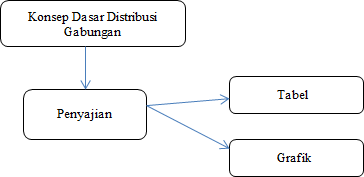 Konsep Dasar Distribusi
Gabungan
Penyajian
Tabel
Grafik